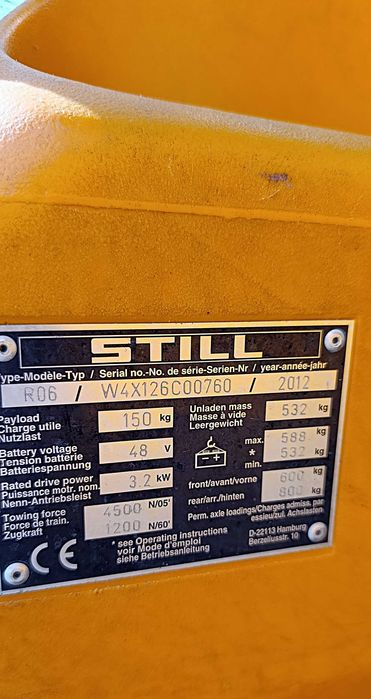 STILL
Type-Modèle-Typ / Serial no.-No. de série-Serien-Nr / year-année-jahr
R06 / W4X126C00760 / 2012
Payload 150 kg Unladen mass 532 kg
Charge utile Masse à vide
Nutzlast Leergewicht
Battery voltage 48 V max. 588 kg
Tension batterie *
Batteriespannung min. 532
Rated drive power 3.2 kW front/avant/vorne 600 kg
Puissance motr. nom.
Nenn-Antriebsleist rear/arr./hinten 800 kg
Towing force 4500 N/05' Perm. axle loadings/Charges admiss. par
Force de train. 1200 N/60' essieu/zul. Achslasten
Zugkraft
CE * see Operating instructions D-22113 Hamburg
voir Mode d'emploi Berzeliusstr. 10
siehe Betriebsanleitung